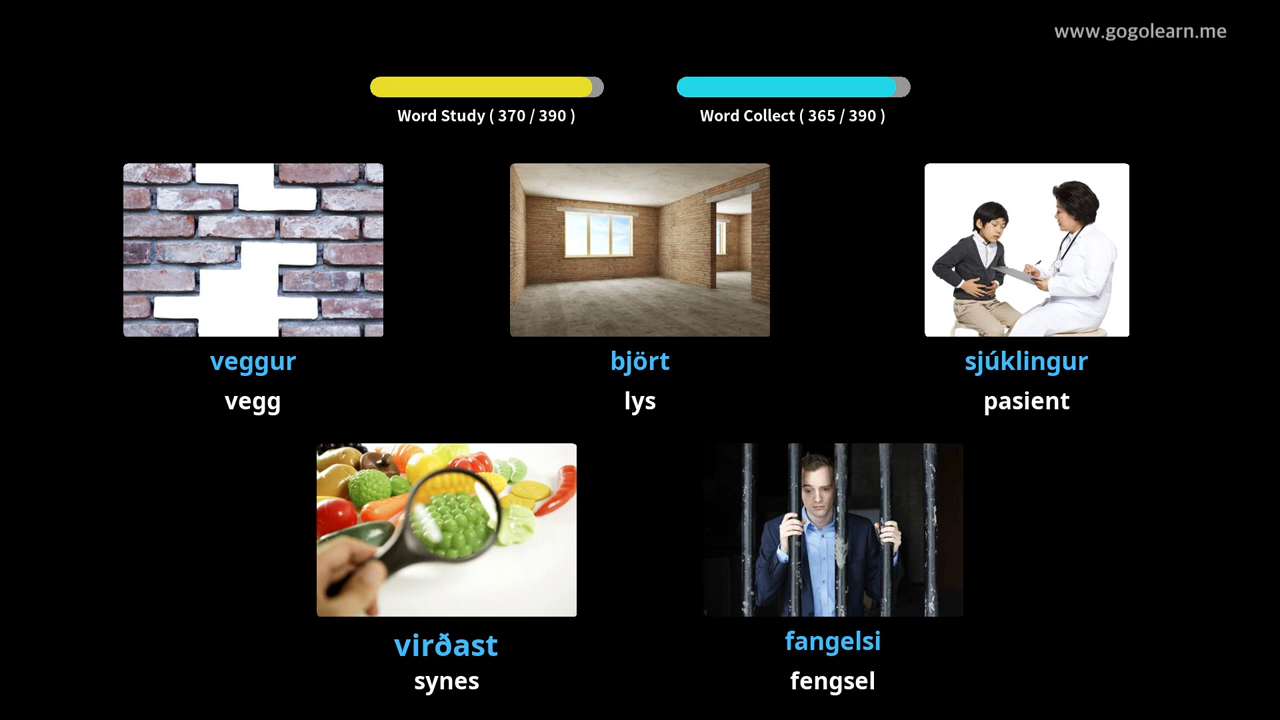 www.gogolearn.me
Word Study ( 370 / 390 )
Word Collect ( 365 / 390 )
veggur
vegg
björt
lys
sjúklingur
pasient
virðast
synes
fangelsi
fengsel